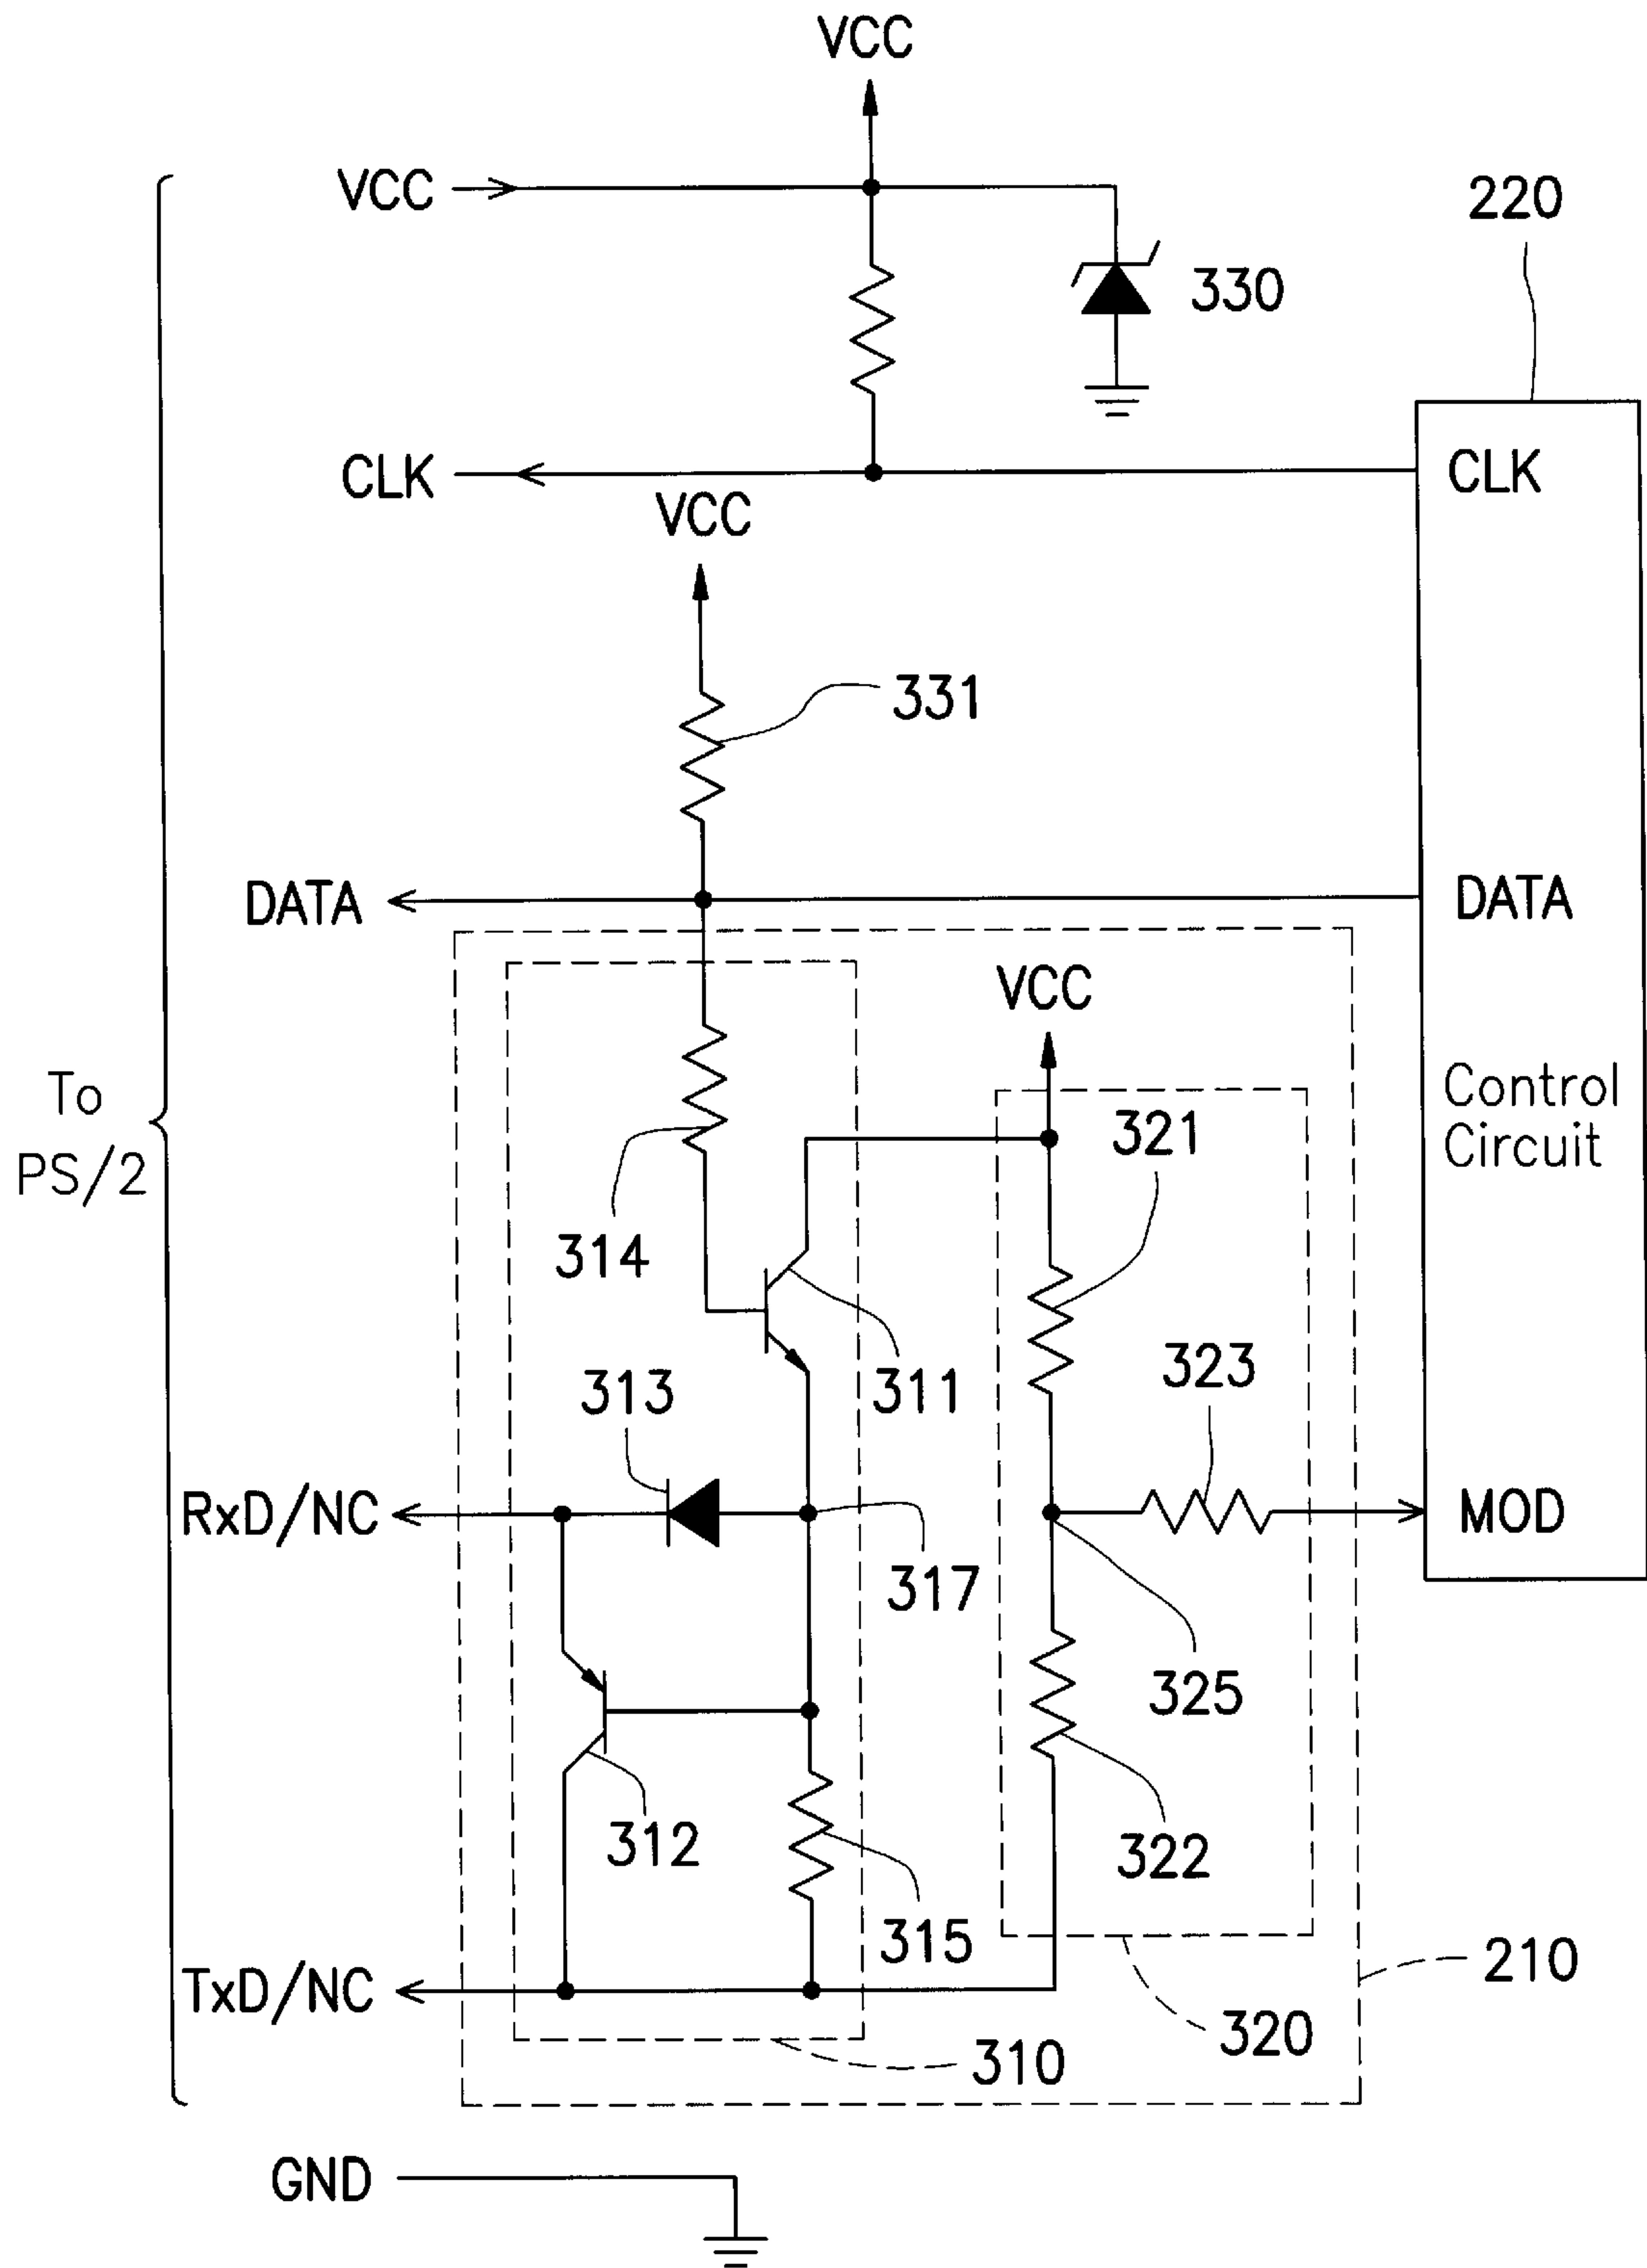 VCC
VCC
220
330
CLK
CLK
VCC
331
DATA
DATA
VCC
To
PS/2
Control
Circuit
321
314
323
313
311
RxD/NC
MOD
317
325
312
322
315
TxD/NC
210
320
310
GND